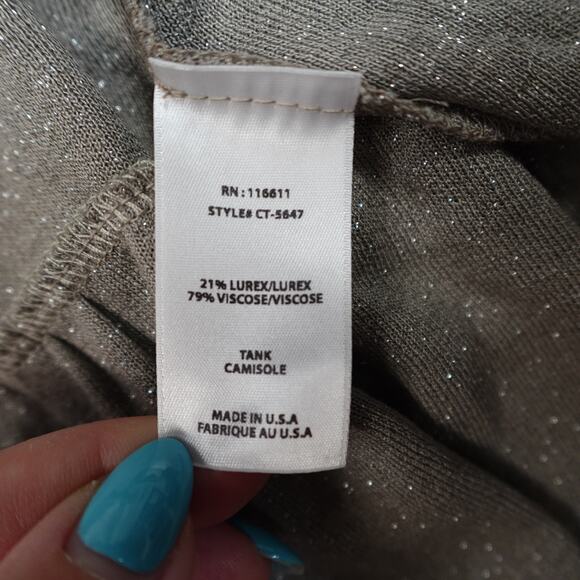 RN : 116611
STYLE# CT-5647
21% LUREX/LUREX
79% VISCOSE/VISCOSE
TANK
CAMISOLE
MADE IN U.S.A
FABRIQUE AU U.S.A